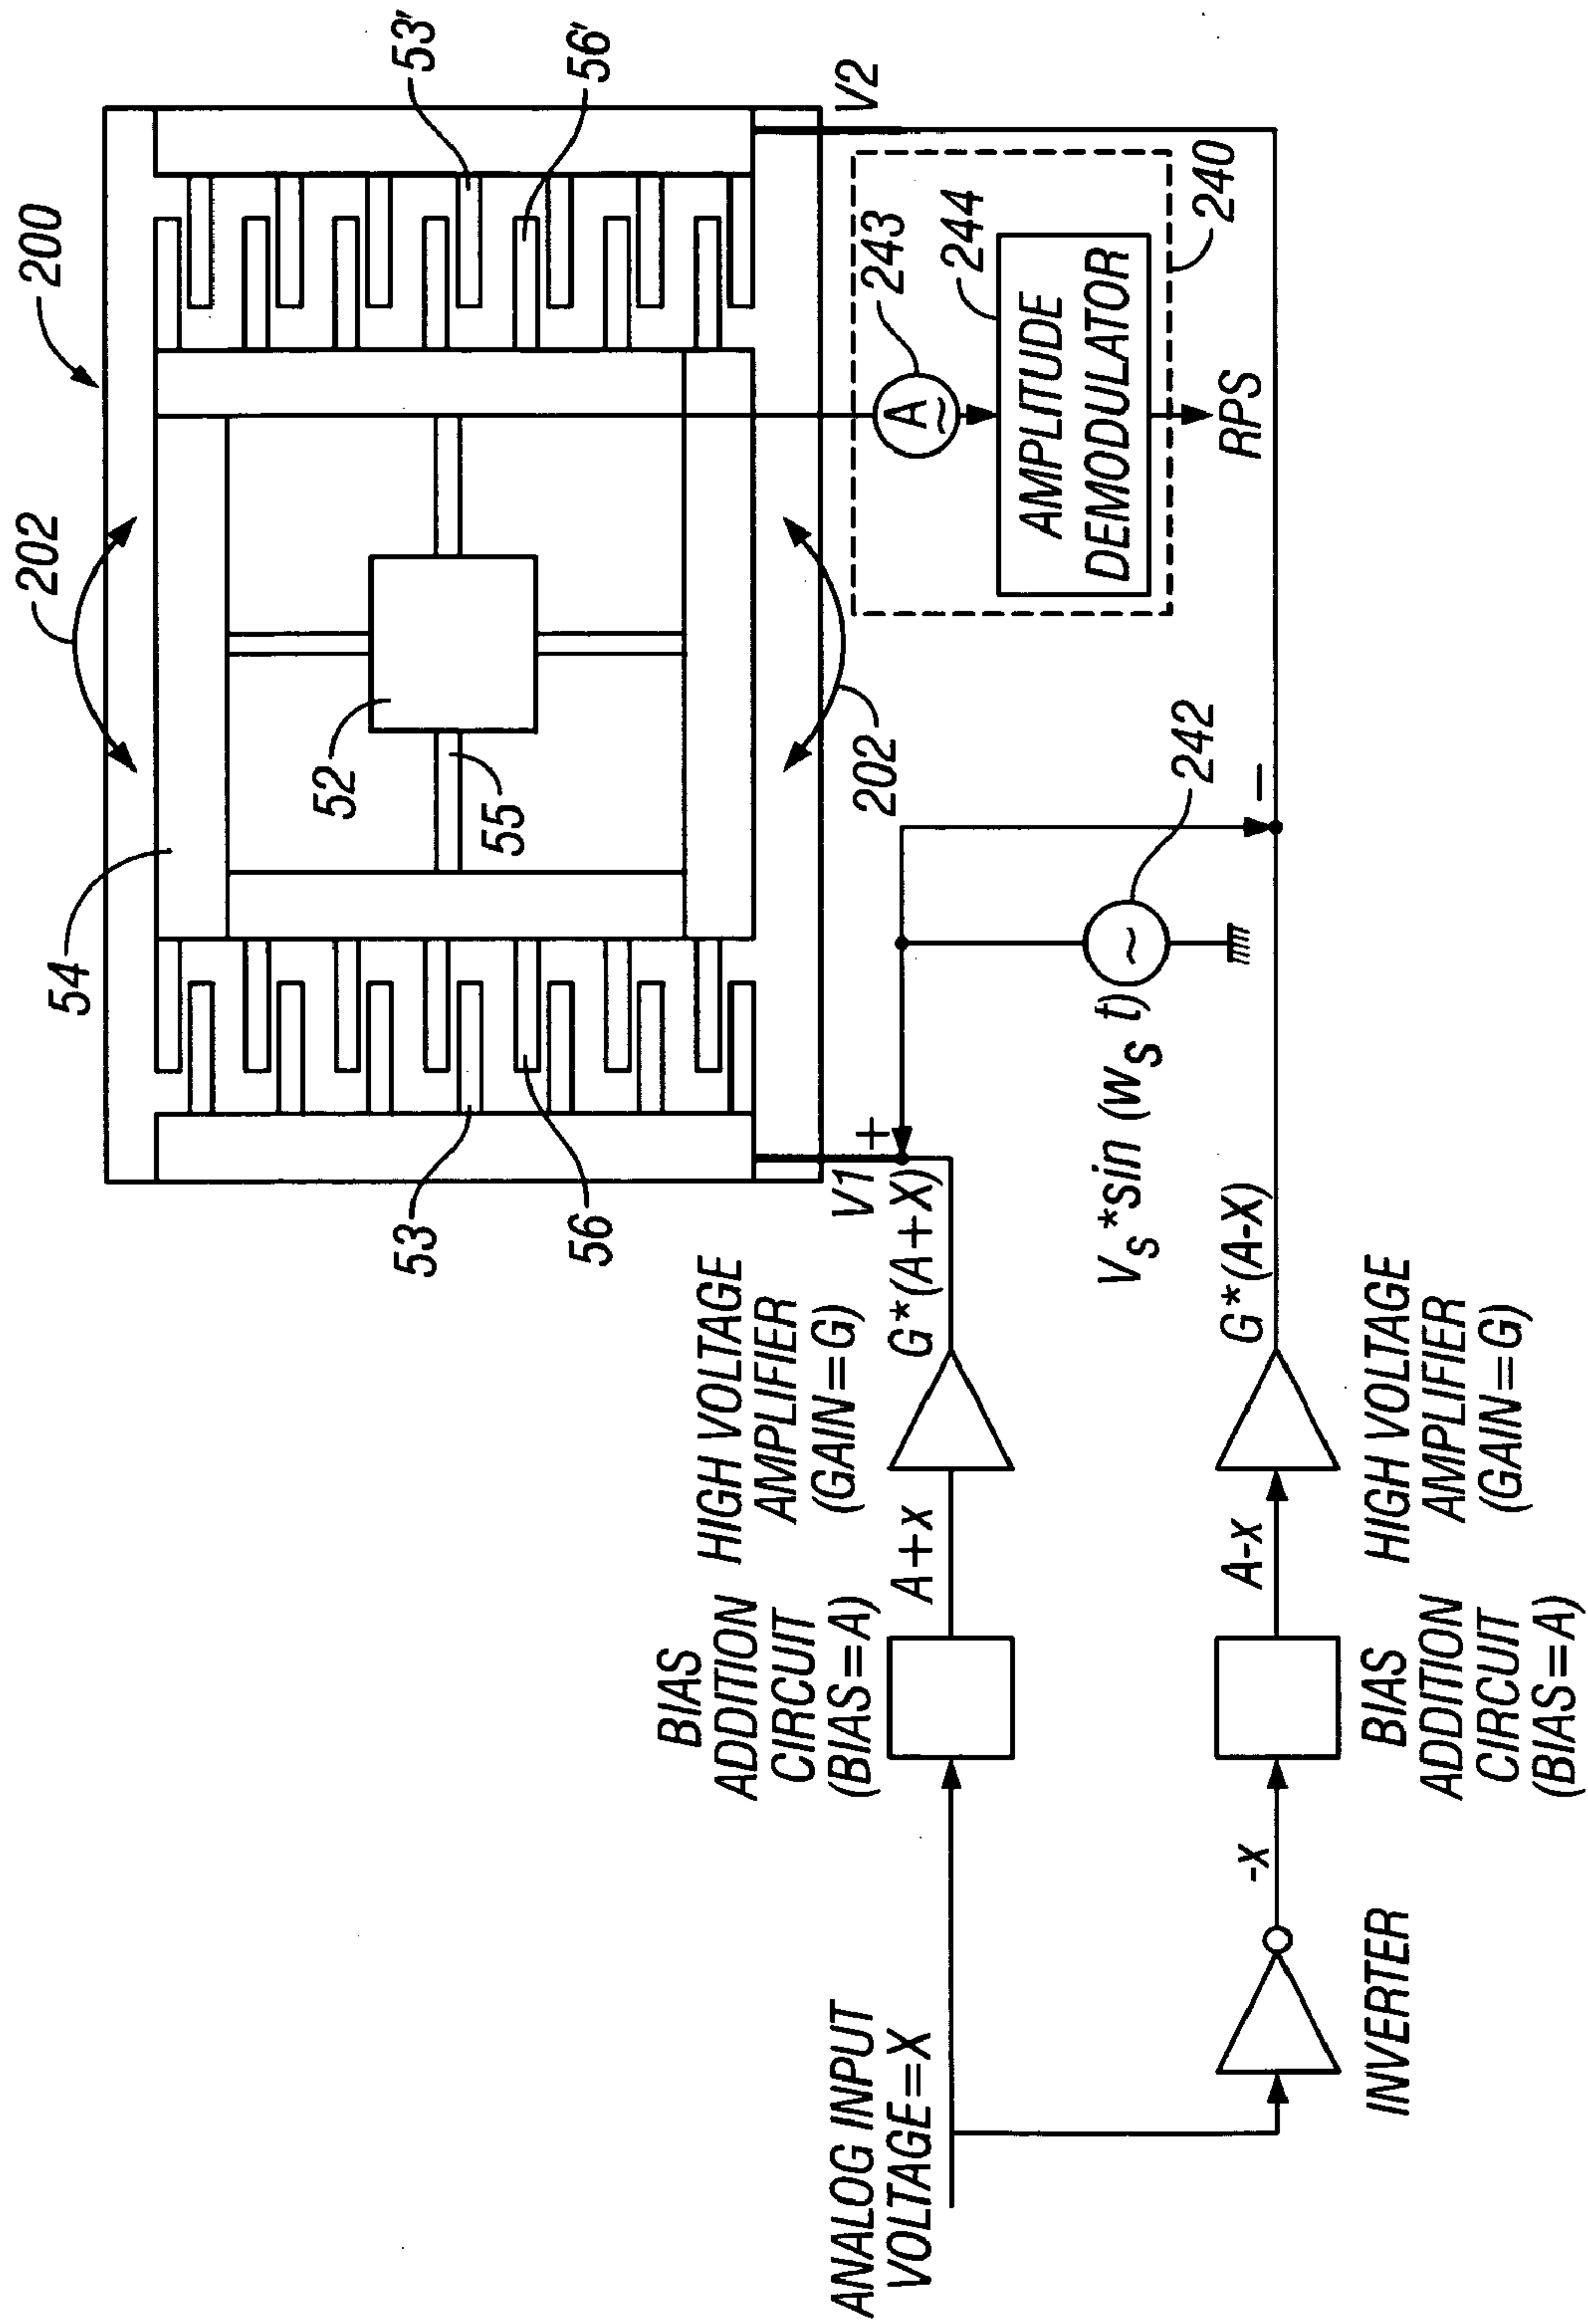 202
200
53'
56'
54
52
55
53
56
202
V1
+
V2
243
244
A
~
AMPLITUDE
DEMODULATOR
240
RPS
242
~
−
Vs*sin (ws t)
ANALOG INPUT
VOLTAGE=X
BIAS
ADDITION
CIRCUIT
(BIAS=A)
A+x
HIGH VOLTAGE
AMPLIFIER
(GAIN=G)
G*(A+X)
INVERTER
-x
BIAS
ADDITION
CIRCUIT
(BIAS=A)
A-x
HIGH VOLTAGE
AMPLIFIER
(GAIN=G)
G*(A-X)